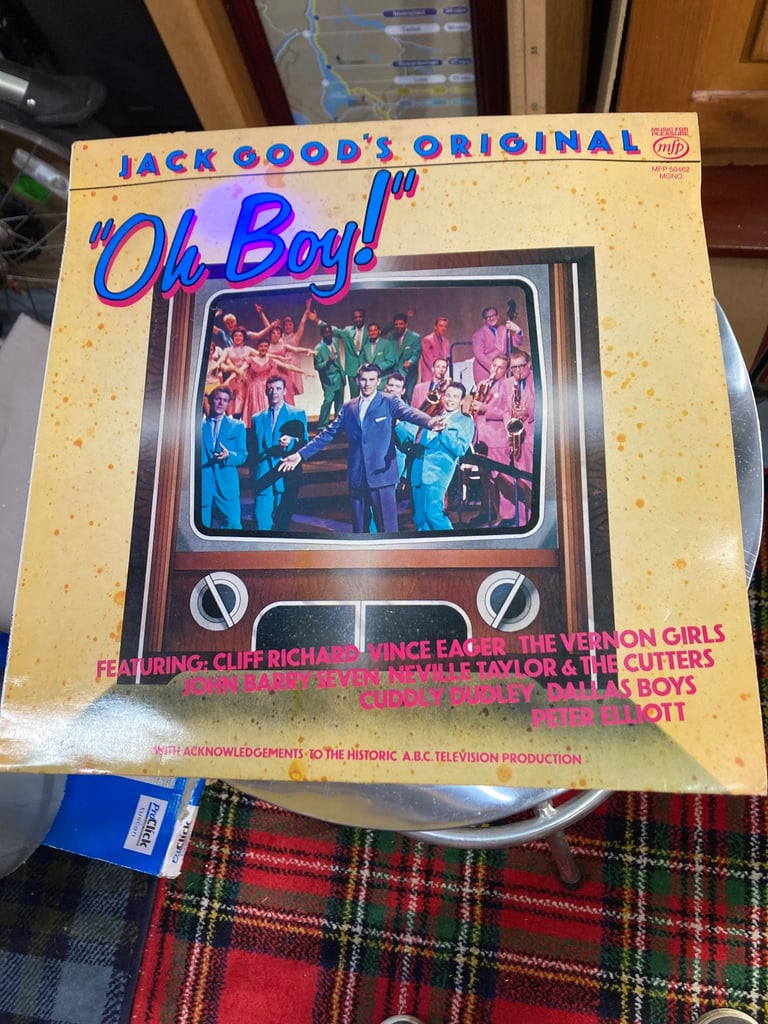 JACK GOOD'S ORIGINAL
MUSIC FOR PLEASURE
mfp
MFP 50462
MONO
"Oh Boy!"
FEATURING: CLIFF RICHARD VINCE EAGER THE VERNON GIRLS
JOHN BARRY SEVEN NEVILLE TAYLOR & THE CUTTERS
CUDDLY DUDLEY DALLAS BOYS
PETER ELLIOTT
WITH ACKNOWLEDGEMENTS TO THE HISTORIC A.B.C. TELEVISION PRODUCTION
ProClick